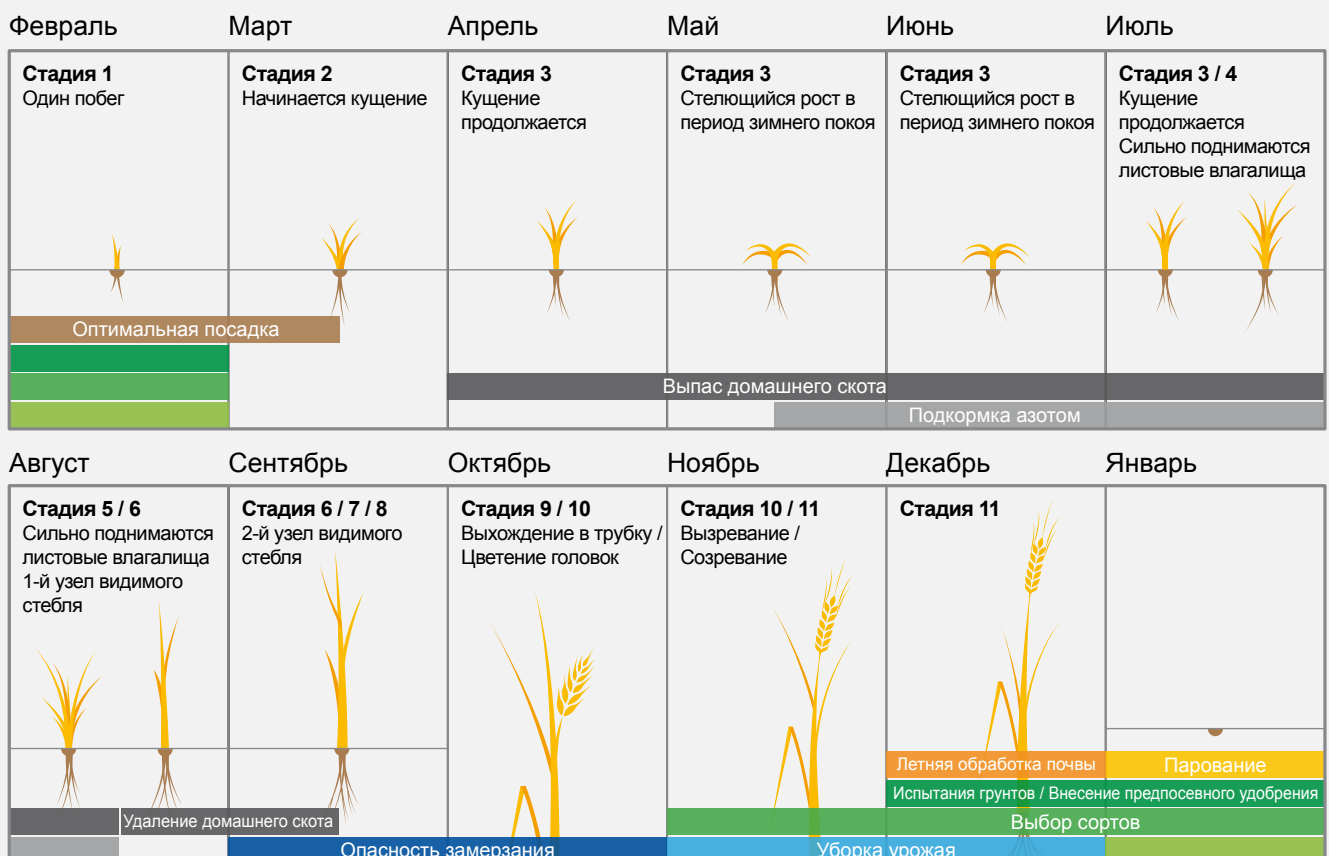 Февраль Март Апрель Май Июнь Июль
Стадия 1
Один побег
Стадия 2
Начинается кущение
Стадия 3
Кущение
продолжается
Стадия 3
Стелющийся рост в
период зимнего покоя
Стадия 3
Стелющийся рост в
период зимнего покоя
Стадия 3 / 4
Кущение
продолжается
Сильно поднимаются
листовые влагалища
Оптимальная посадка
Выпас домашнего скота
Подкормка азотом
Август Сентябрь Октябрь Ноябрь Декабрь Январь
Стадия 5 / 6
Сильно поднимаются
листовые влагалища
1-й узел видимого
стебля
Стадия 6 / 7 / 8
2-й узел видимого
стебля
Стадия 9 / 10
Выхождение в трубку /
Цветение головок
Стадия 10 / 11
Вызревание /
Созревание
Стадия 11
Летняя обработка почвы
Парование
Испытания грунтов / Внесение предпосевного удобрения
Удаление домашнего скота
Выбор сортов
Опасность замерзания
Уборка урожая